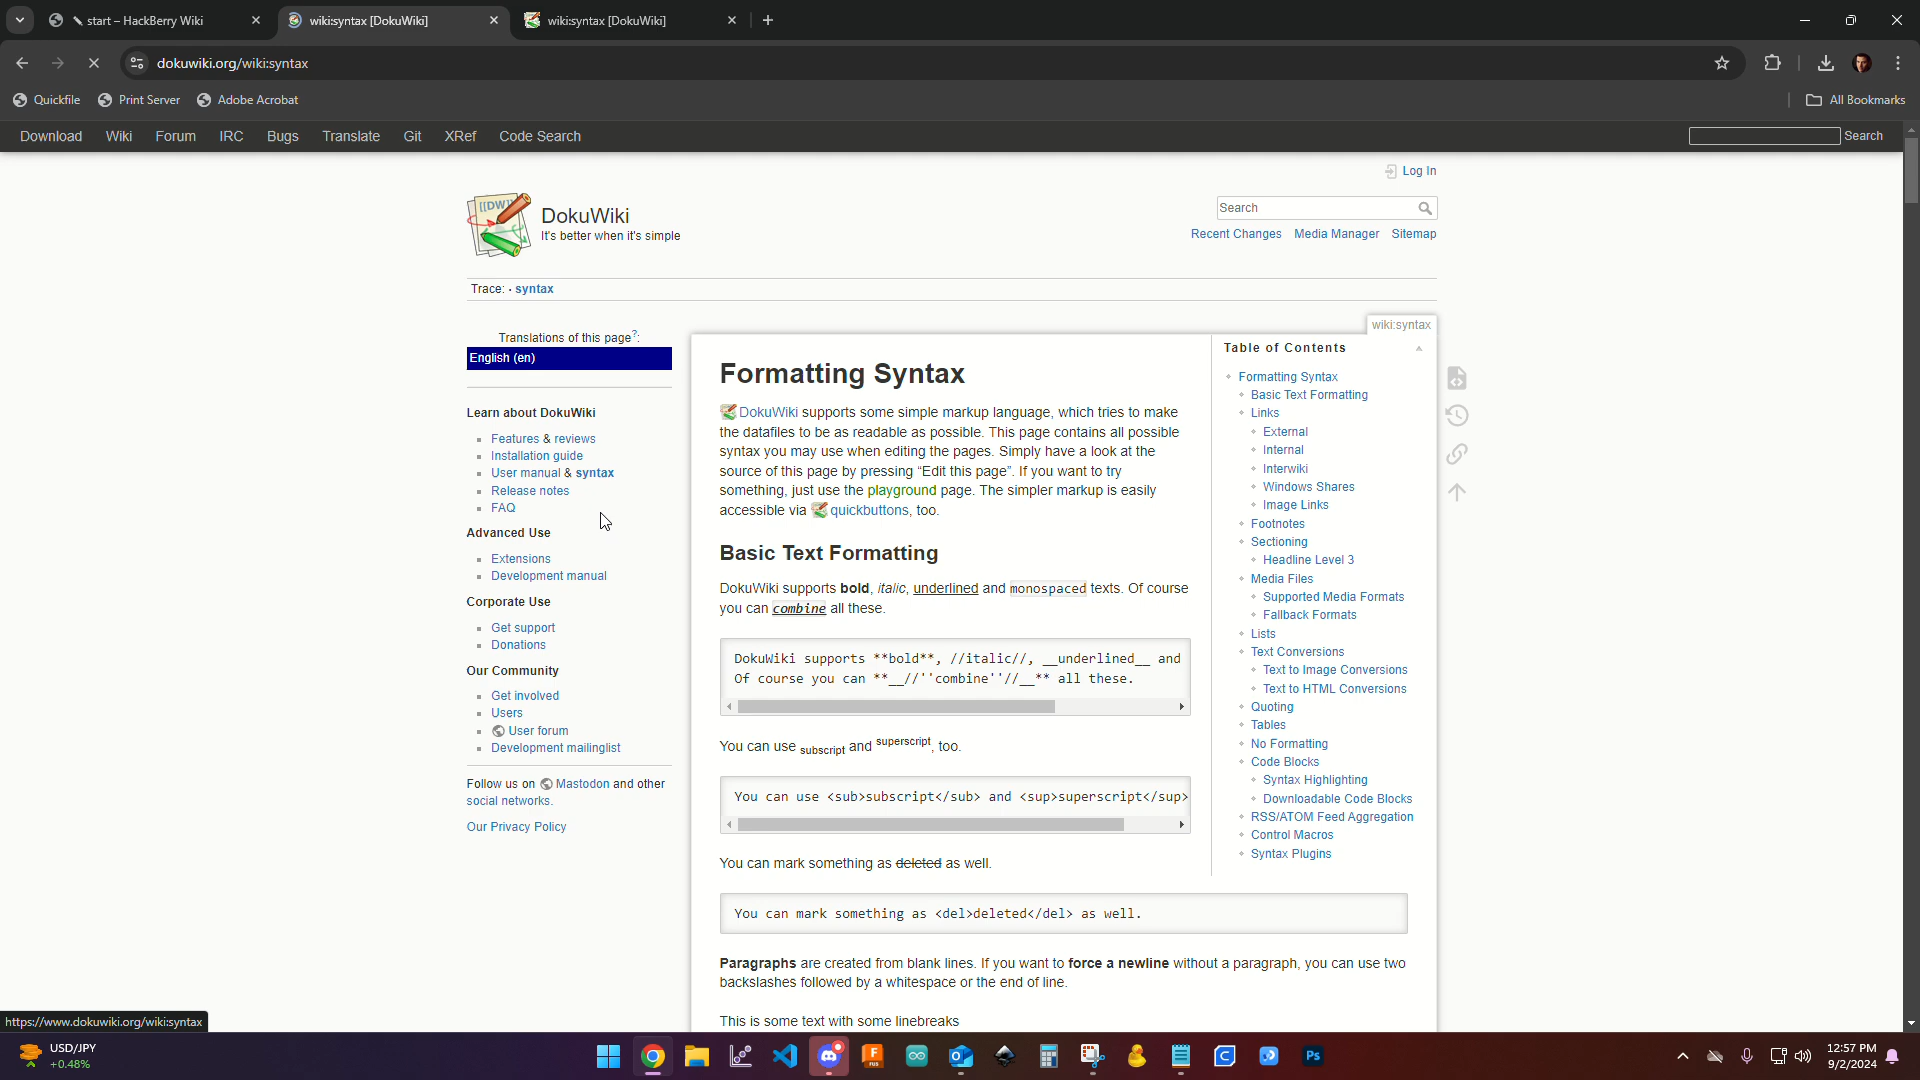 start – HackBerry Wiki
wiki:syntax [DokuWiki]
wiki:syntax [DokuWiki]
dokuwiki.org/wiki:syntax
Quickfile
Print Server
Adobe Acrobat
All Bookmarks
Download
Wiki
Forum
IRC
Bugs
Translate
Git
XRef
Code Search
Search
Log In
[[DW]]
DokuWiki
It's better when it's simple
Search
Recent Changes
Media Manager
Sitemap
Trace: • syntax
wiki:syntax
Translations of this page?:
English (en)
Learn about DokuWiki
Features & reviews
Installation guide
User manual & syntax
Release notes
FAQ
Advanced Use
Extensions
Development manual
Corporate Use
Get support
Donations
Our Community
Get involved
Users
User forum
Development mailinglist
Follow us on Mastodon and other
social networks.
Our Privacy Policy
Formatting Syntax
DokuWiki supports some simple markup language, which tries to make
the datafiles to be as readable as possible. This page contains all possible
syntax you may use when editing the pages. Simply have a look at the
source of this page by pressing “Edit this page”. If you want to try
something, just use the playground page. The simpler markup is easily
accessible via quickbuttons, too.
Basic Text Formatting
DokuWiki supports bold, italic, underlined and monospaced texts. Of course
you can combine all these.
DokuWiki supports **bold**, //italic//, __underlined__ and
Of course you can **__//''combine''//__** all these.
You can use subscript and superscript, too.
You can use <sub>subscript</sub> and <sup>superscript</sup>
You can mark something as deleted as well.
You can mark something as <del>deleted</del> as well.
Paragraphs are created from blank lines. If you want to force a newline without a paragraph, you can use two
backslashes followed by a whitespace or the end of line.
This is some text with some linebreaks
Table of Contents
Formatting Syntax
Basic Text Formatting
Links
External
Internal
Interwiki
Windows Shares
Image Links
Footnotes
Sectioning
Headline Level 3
Media Files
Supported Media Formats
Fallback Formats
Lists
Text Conversions
Text to Image Conversions
Text to HTML Conversions
Quoting
Tables
No Formatting
Code Blocks
Syntax Highlighting
Downloadable Code Blocks
RSS/ATOM Feed Aggregation
Control Macros
Syntax Plugins
https://www.dokuwiki.org/wiki:syntax
USD/JPY
+0.48%
F
FUS
Ps
12:57 PM
9/2/2024